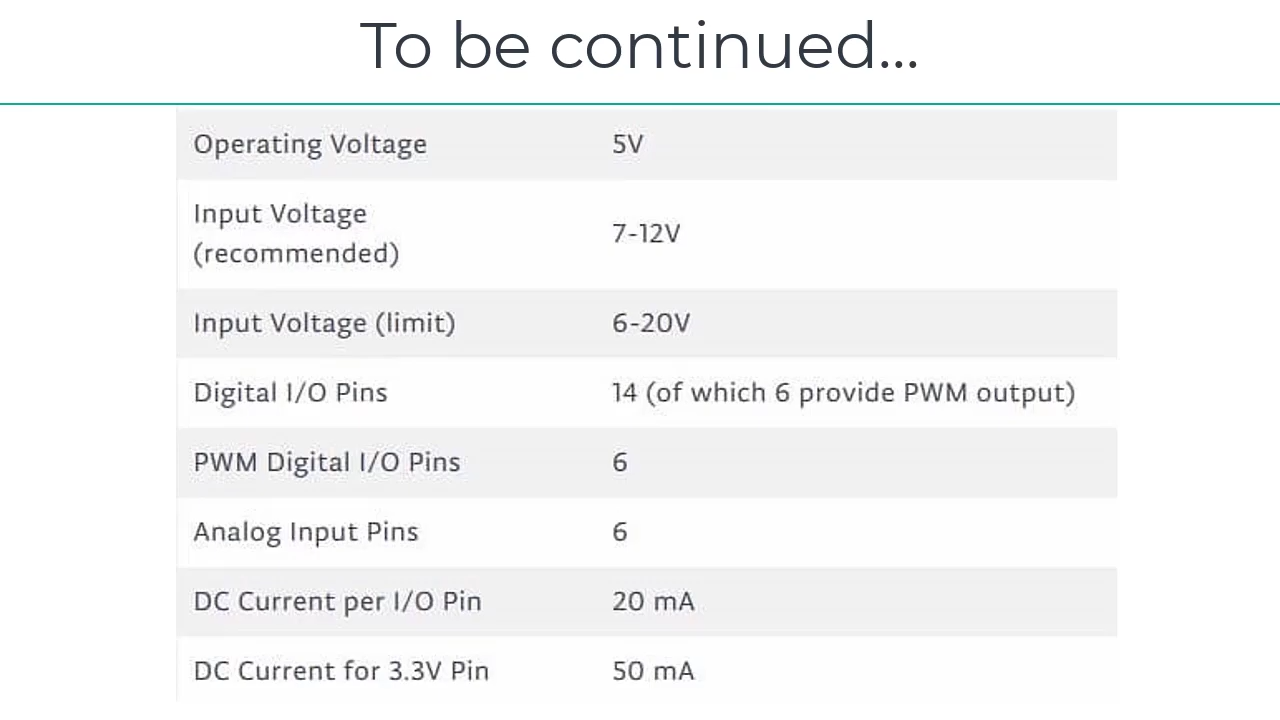 To be continued...
Operating Voltage 5V
Input Voltage
(recommended) 7-12V
Input Voltage (limit) 6-20V
Digital I/O Pins 14 (of which 6 provide PWM output)
PWM Digital I/O Pins 6
Analog Input Pins 6
DC Current per I/O Pin 20 mA
DC Current for 3.3V Pin 50 mA